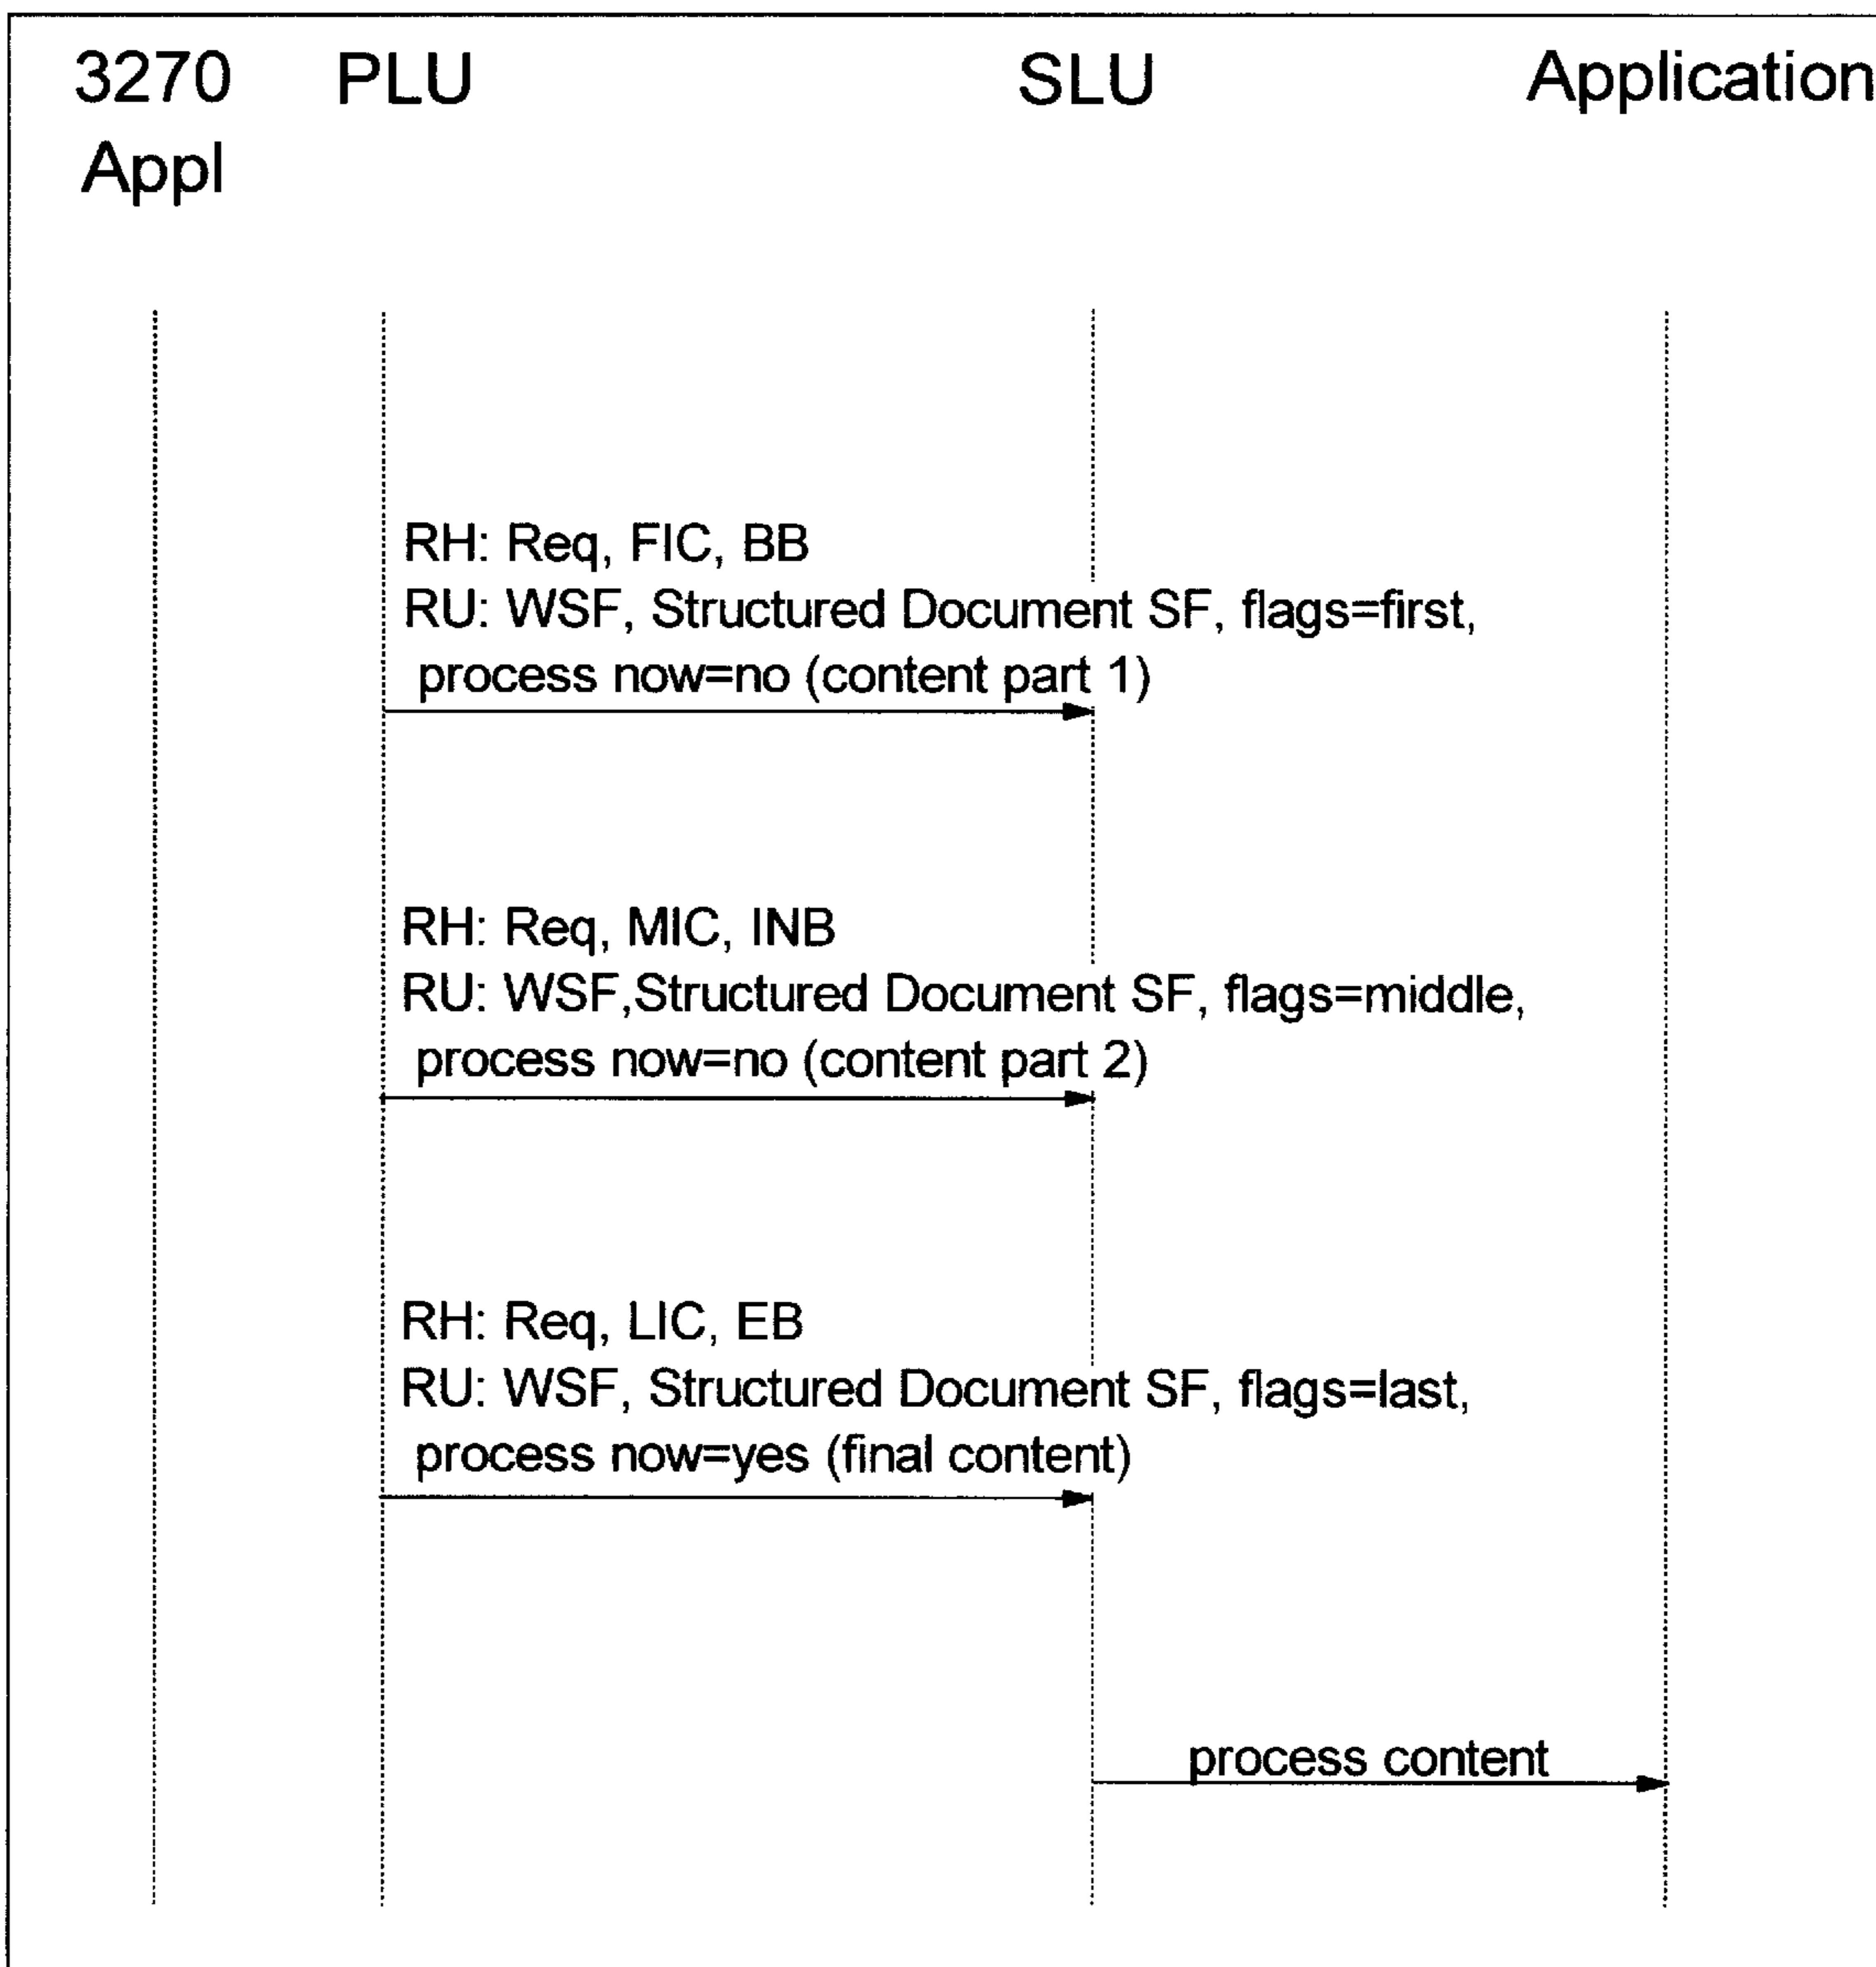 3270 PLU SLU Application
Appl
RH: Req, FIC, BB
RU: WSF, Structured Document SF, flags=first,
process now=no (content part 1)
RH: Req, MIC, INB
RU: WSF,Structured Document SF, flags=middle,
process now=no (content part 2)
RH: Req, LIC, EB
RU: WSF, Structured Document SF, flags=last,
process now=yes (final content)
process content